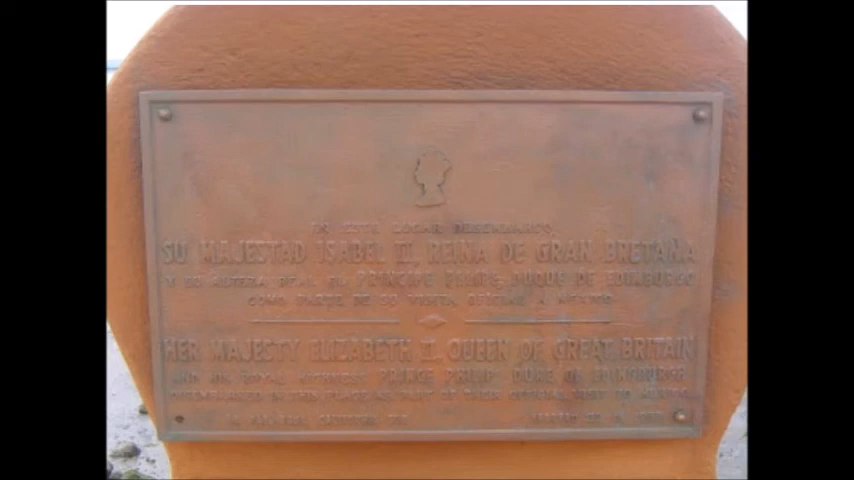 EN ESTE LUGAR DESEMBARCO
SU MAJESTAD ISABEL II, REINA DE GRAN BRETAÑA
Y SU ALTEZA REAL EL PRINCIPE FELIPE, DUQUE DE EDINBURGO
COMO PARTE DE SU VISITA OFICIAL A MEXICO
HER MAJESTY ELIZABETH II, QUEEN OF GREAT BRITAIN
AND HIS ROYAL HIGHNESS PRINCE PHILIP DUKE OF EDINBURGH
DISEMBARKED IN THIS PLACE AS PART OF THEIR OFFICIAL VISIT TO MEXICO